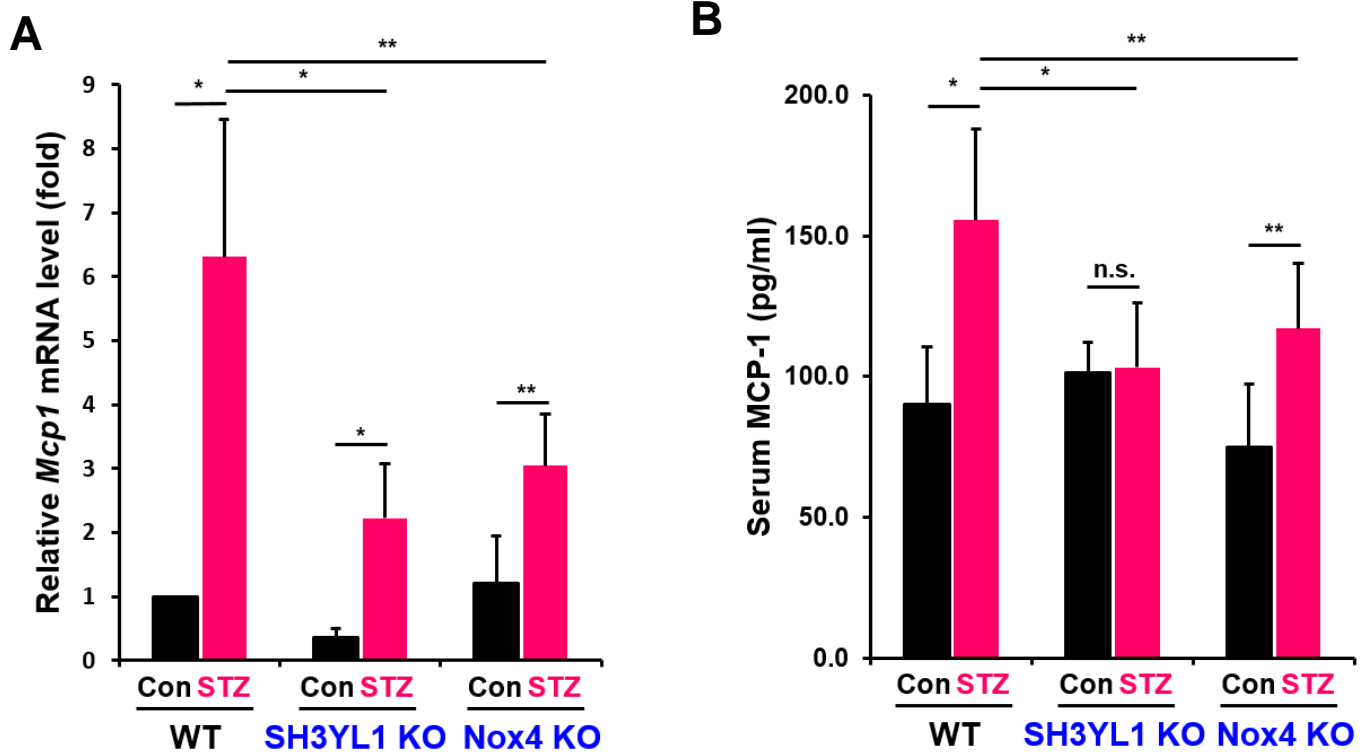 A
Relative Mcp1 mRNA level (fold)
9
8
7
6
5
4
3
2
1
0
**
*
*
*
**
Con STZ Con STZ Con STZ
WT SH3YL1 KO Nox4 KO
B
Serum MCP-1 (pg/ml)
200.0
150.0
100.0
50.0
0.0
**
*
*
n.s.
**
Con STZ Con STZ Con STZ
WT SH3YL1 KO Nox4 KO